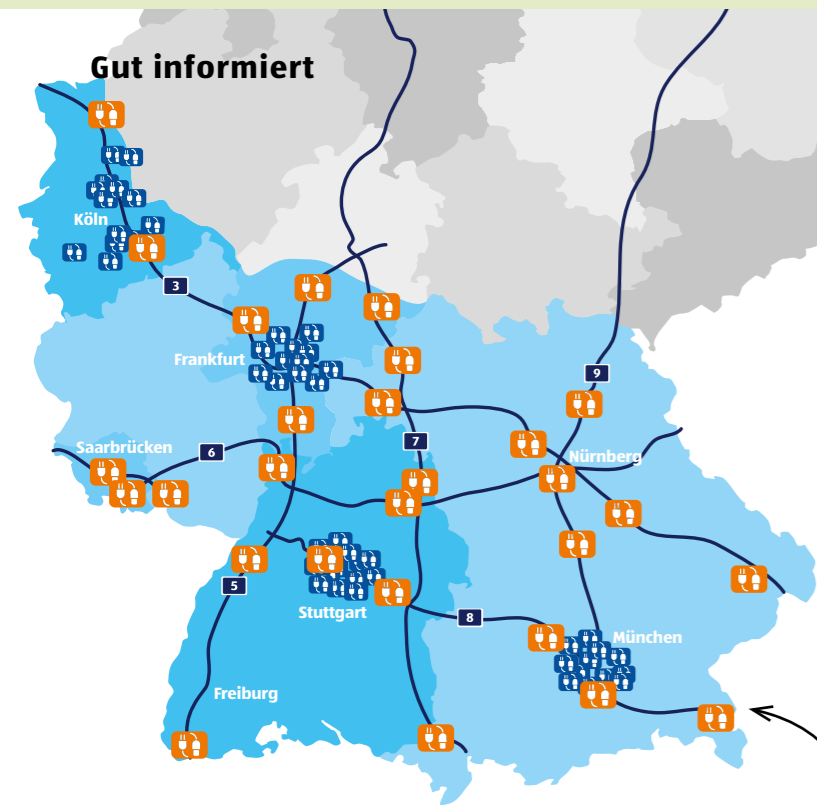 Gut informiert
Köln
3
Frankfurt
9
7
Saarbrücken
6
Nürnberg
5
Stuttgart
8
München
Freiburg